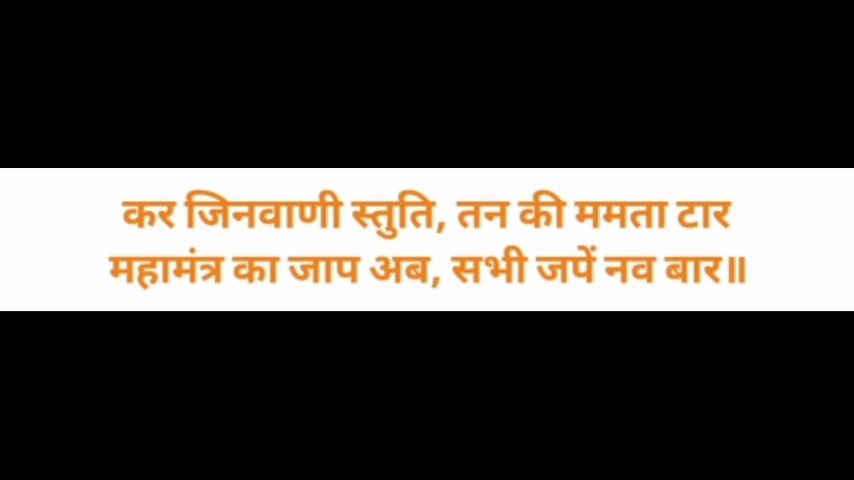 कर जिनवाणी स्तुति, तन की ममता टार
महामंत्र का जाप अब, सभी जपें नव बार॥